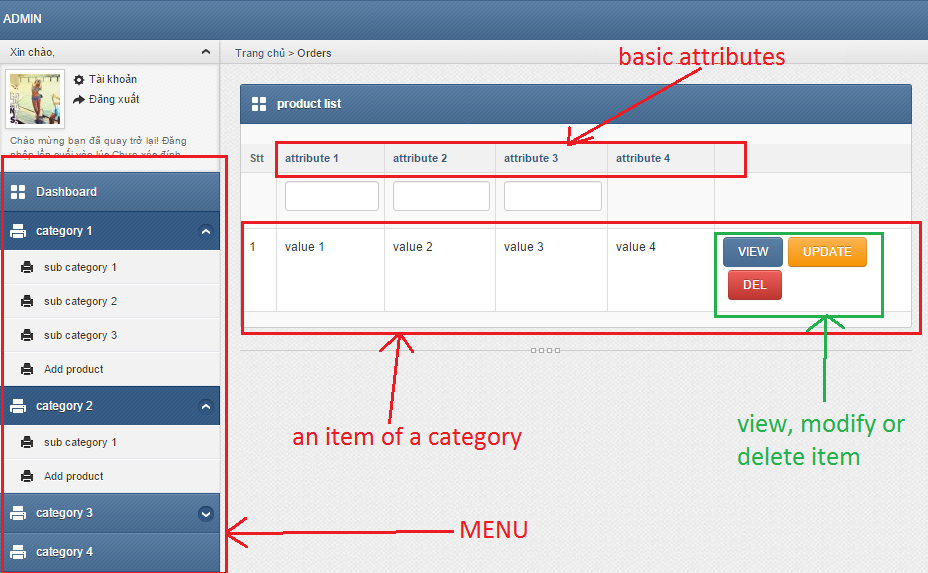 ADMIN
Xin chào,
Tài khoản
Đăng xuất
Chào mừng bạn đã quay trở lại! Đăng
nhập lần cuối vào lúc Chưa xác định
Dashboard
category 1
sub category 1
sub category 2
sub category 3
Add product
category 2
sub category 1
Add product
category 3
category 4
Trang chủ > Orders
basic attributes
product list
Stt attribute 1 attribute 2 attribute 3 attribute 4
1 value 1 value 2 value 3 value 4 VIEW UPDATE
DEL
an item of a category
view, modify or
delete item
MENU